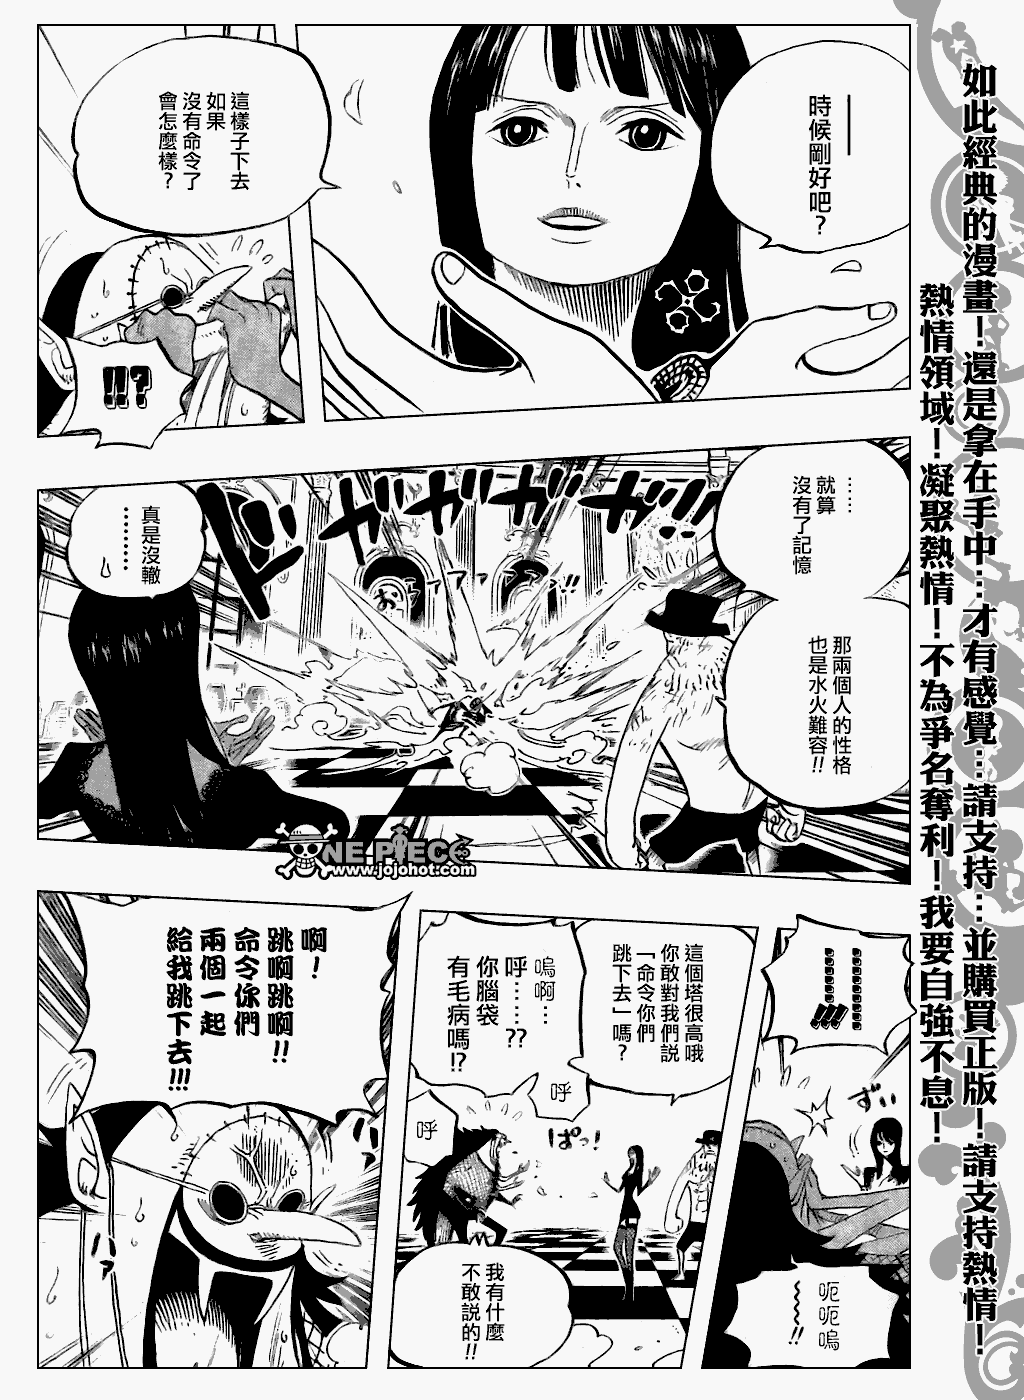 如此經典的漫畫！還是拿在手中…才有感覺…請支持…並購買正版！請支持熱情！
熱情領域！凝聚熱情！不為爭名奪利！我要自強不息！
——
時候剛好吧？
這樣子下去
如果
沒有命令了
會怎麼樣？
!!?
……
就算
沒有了記憶
那兩個人的性格
也是水火難容!!
ドガガガガガ
おアアアア!!
真是沒轍
………
ONE PIECE
www.jojohot.com
………
………!!!
ずい
呃呃嗚
~~~!!
這個塔很高哦
你敢對我們說
「命令你們
跳下去」嗎？
嗚啊…
呼……??
你腦袋
有毛病嗎!?
呼
呼
ぱっ!
我有什麼
不敢説的!!
啊！
跳啊跳啊!!
命令你們
兩個一起
給我跳下去!!!